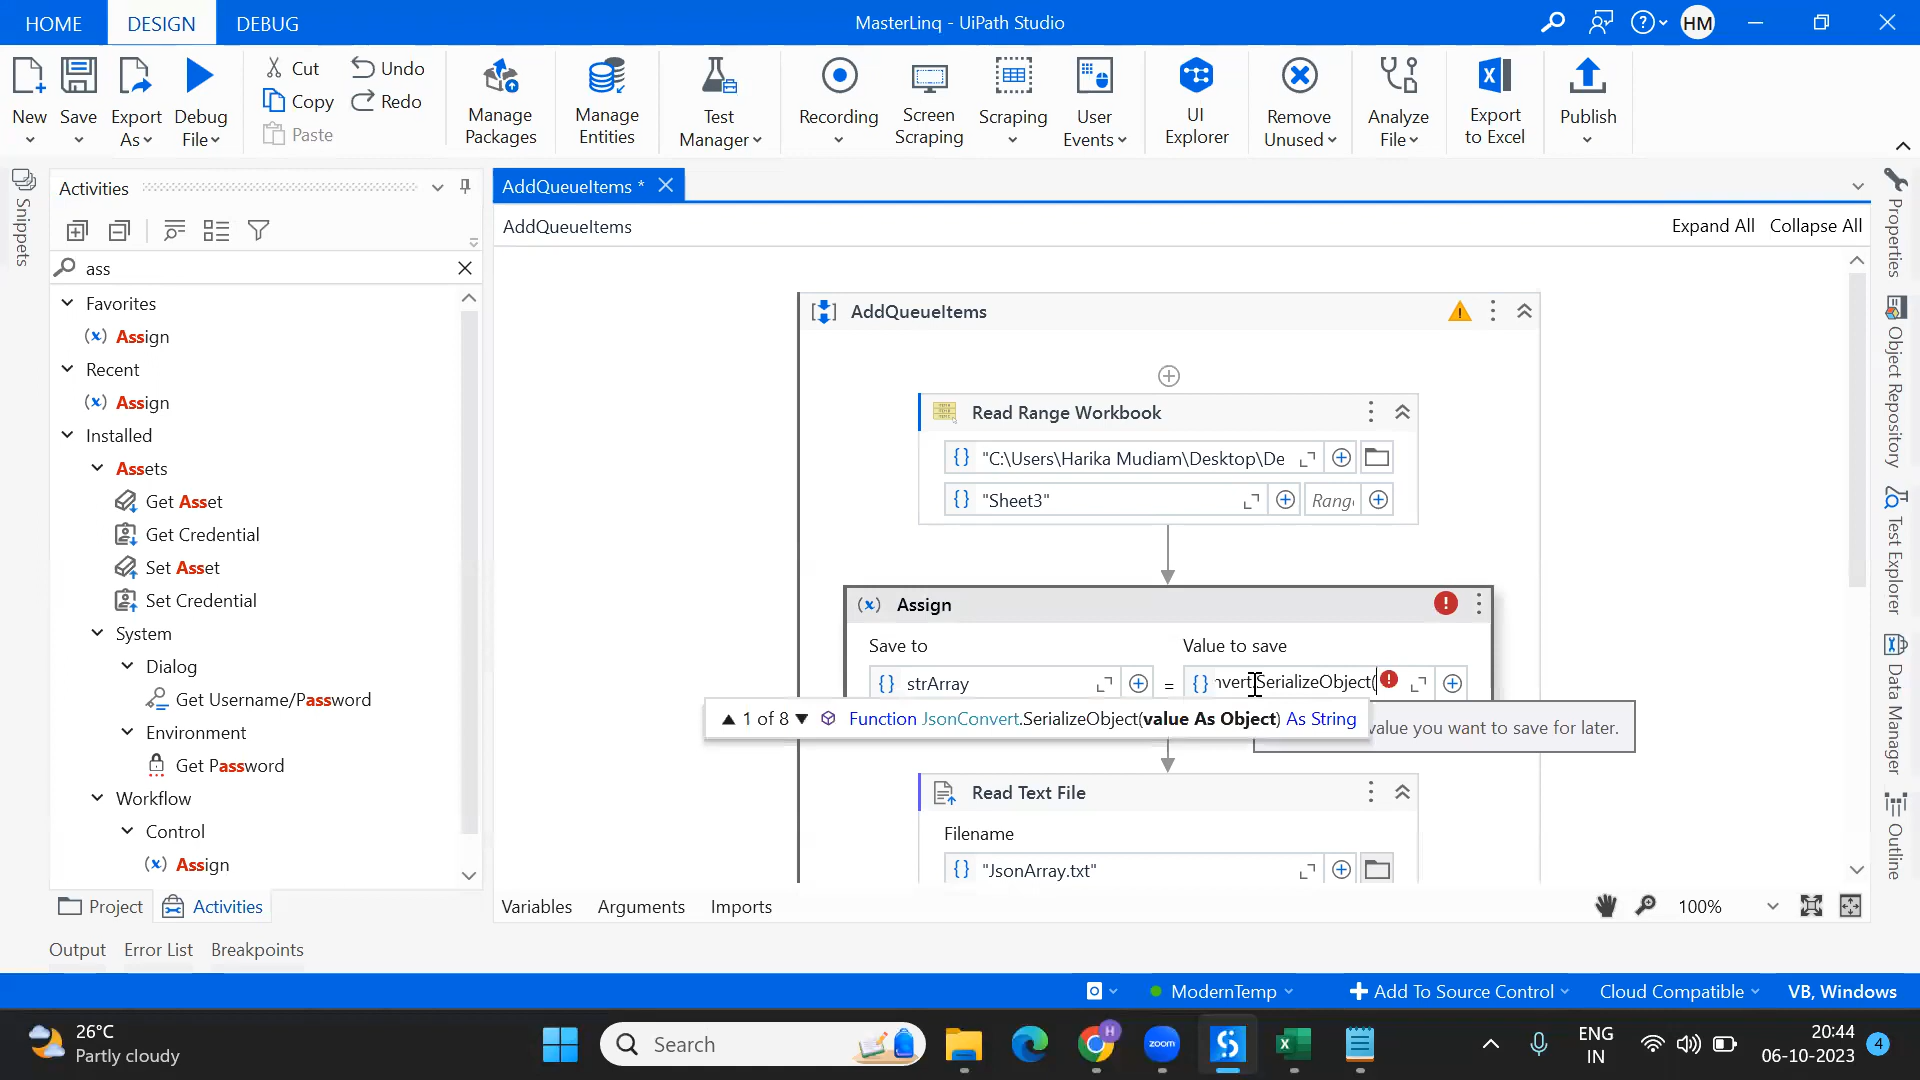 HOME
DESIGN
DEBUG
MasterLinq - UiPath Studio
HM
New
Save
Export As
Debug File
Cut
Copy
Paste
Undo
Redo
Manage Packages
Manage Entities
Test Manager
Recording
Screen Scraping
Scraping
User Events
UI Explorer
Remove Unused
Analyze File
Export to Excel
Publish
Snippets
Activities
ass
Favorites
Assign
Recent
Assign
Installed
Assets
Get Asset
Get Credential
Set Asset
Set Credential
System
Dialog
Get Username/Password
Environment
Get Password
Workflow
Control
Assign
Project
Activities
AddQueueItems *
AddQueueItems
Expand All
Collapse All
AddQueueItems
Read Range Workbook
"C:\Users\Harika Mudiam\Desktop\De
"Sheet3"
Rang
Assign
Save to
Value to save
strArray
=
nvert.SerializeObject(
1 of 8 Function JsonConvert.SerializeObject(value As Object) As String
value you want to save for later.
Read Text File
Filename
"JsonArray.txt"
Properties
Object Repository
Test Explorer
Data Manager
Outline
Variables
Arguments
Imports
100%
Output
Error List
Breakpoints
ModernTemp
Add To Source Control
Cloud Compatible
VB, Windows
26°C
Partly cloudy
Search
H
zoom
ENG
IN
20:44
06-10-2023
4